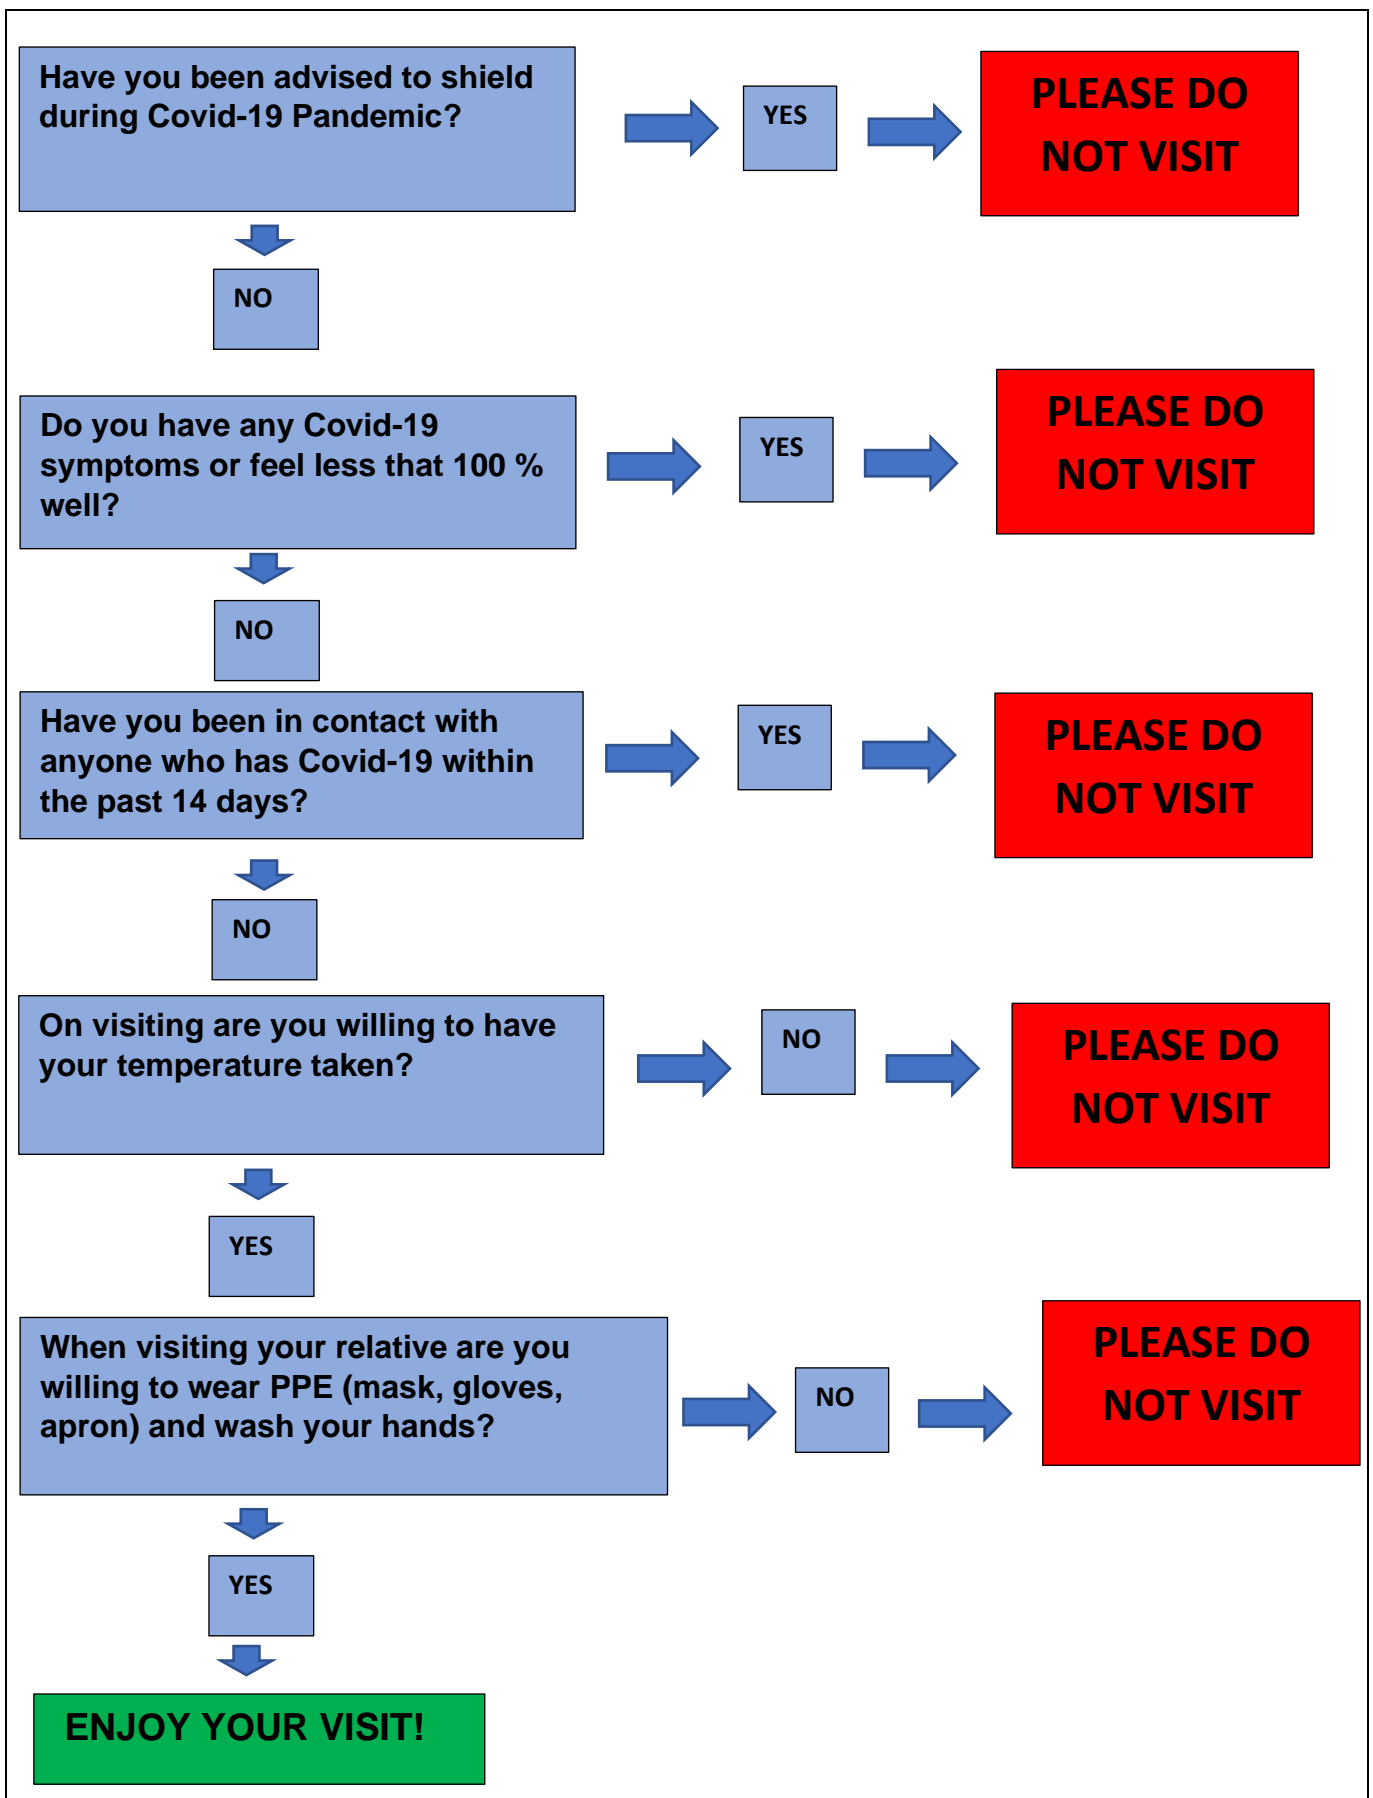 Have you been advised to shield
during Covid-19 Pandemic?
YES
PLEASE DO
NOT VISIT
NO
Do you have any Covid-19
symptoms or feel less that 100 %
well?
YES
PLEASE DO
NOT VISIT
NO
Have you been in contact with
anyone who has Covid-19 within
the past 14 days?
YES
PLEASE DO
NOT VISIT
NO
On visiting are you willing to have
your temperature taken?
NO
PLEASE DO
NOT VISIT
YES
When visiting your relative are you
willing to wear PPE (mask, gloves,
apron) and wash your hands?
NO
PLEASE DO
NOT VISIT
YES
ENJOY YOUR VISIT!